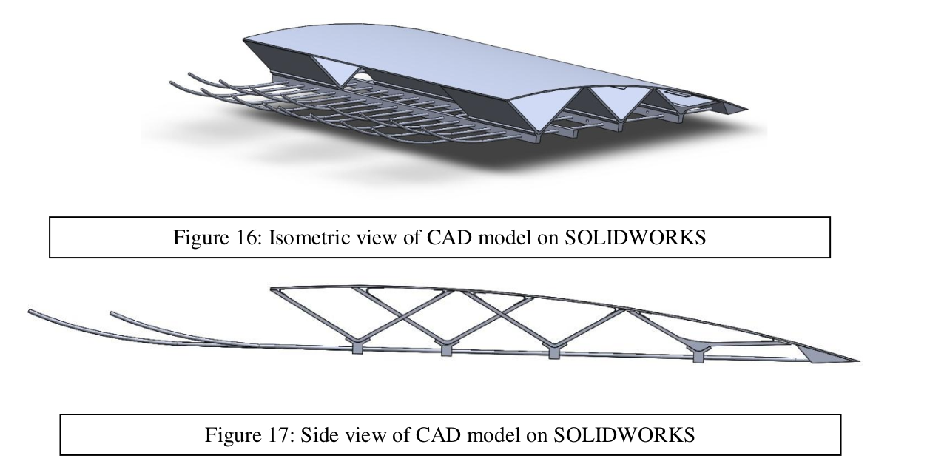 Figure 16: Isometric view of CAD model on SOLIDWORKS
Figure 17: Side view of CAD model on SOLIDWORKS